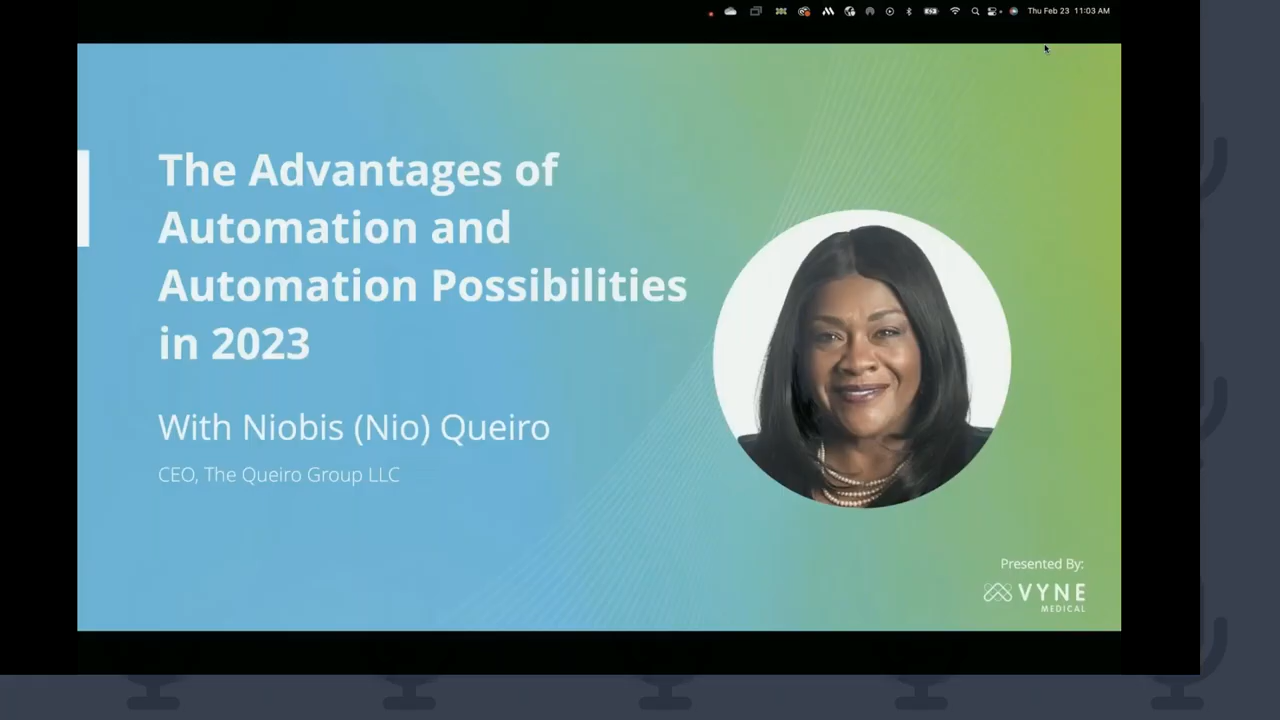 Thu Feb 23 11:03 AM
The Advantages of
Automation and
Automation Possibilities
in 2023
With Niobis (Nio) Queiro
CEO, The Queiro Group LLC
Presented By:
VYNE
MEDICAL